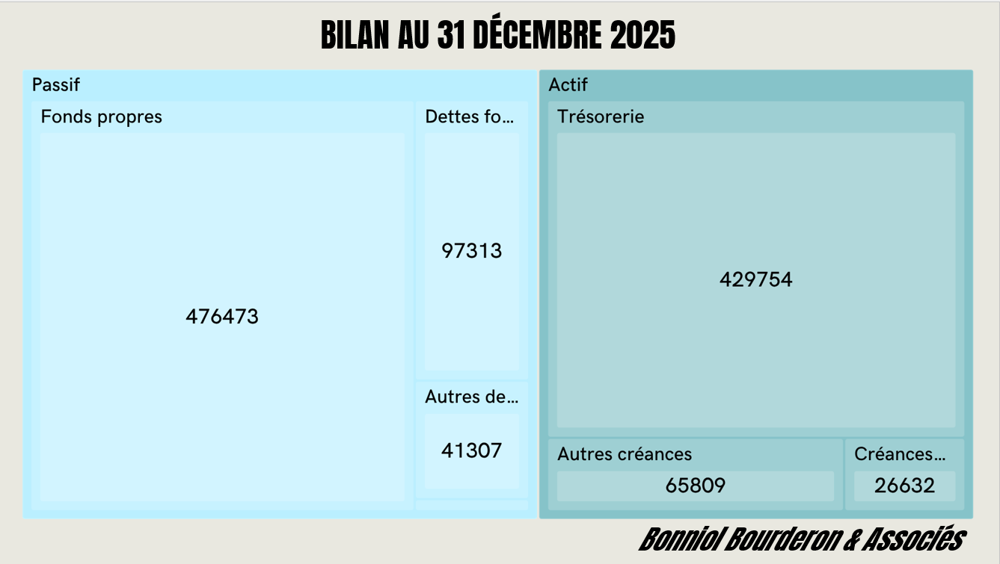 BILAN AU 31 DÉCEMBRE 2025
Passif
Fonds propres
476473
Dettes fo...
97313
Autres de...
41307
Actif
Trésorerie
429754
Autres créances
65809
Créances...
26632
Bonniol Bourderon & Associés